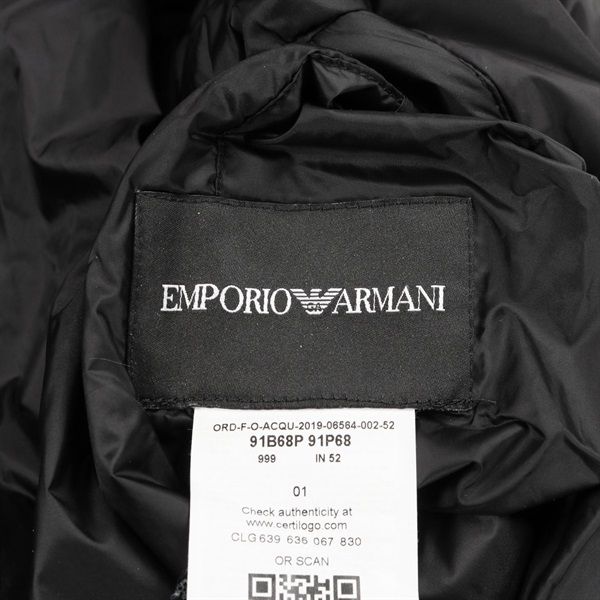 EMPORIO ARMANI
GA
ORD-F-O-ACQU-2019-06564-002-52
91B68P 91P68
999 IN 52
01
Check authenticity at
www.certilogo.com
CLG 639 636 067 830
OR SCAN